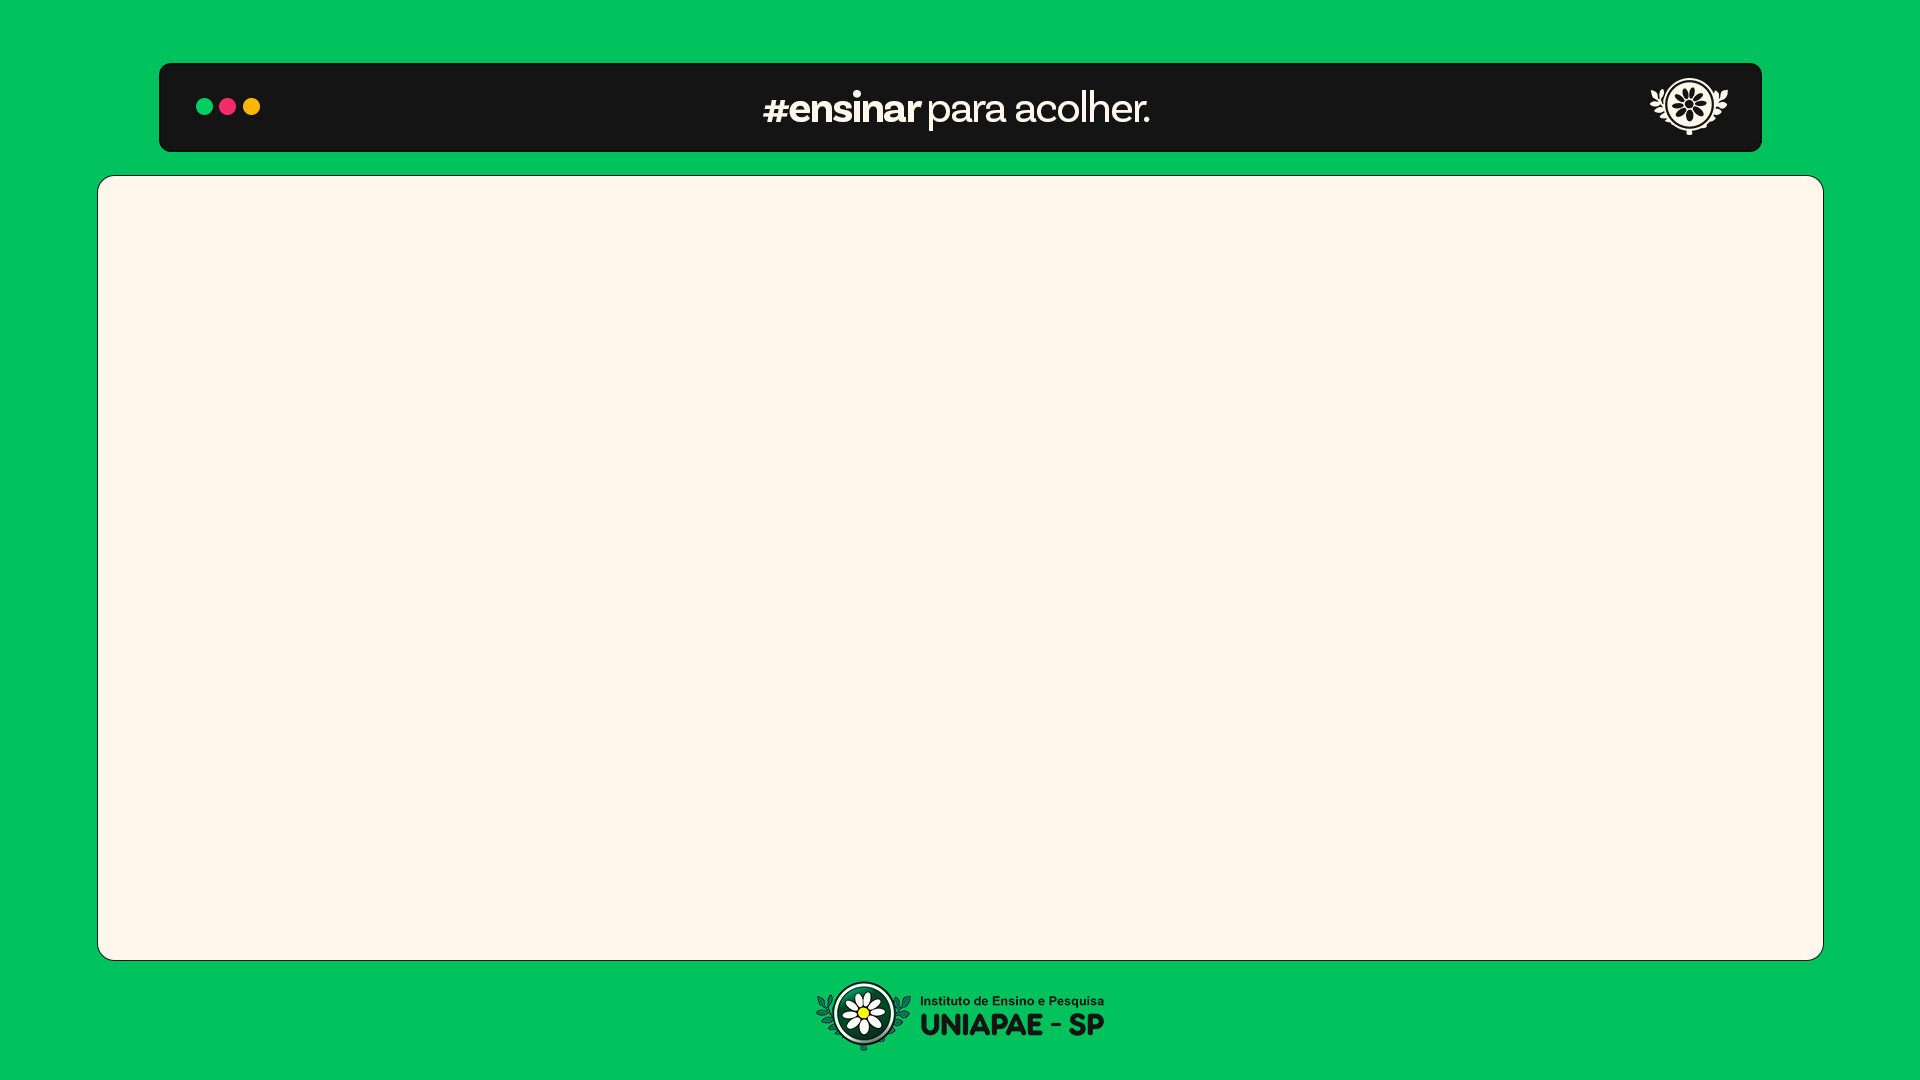 #ensinar para acolher.
Instituto de Ensino e Pesquisa
UNIAPAE - SP